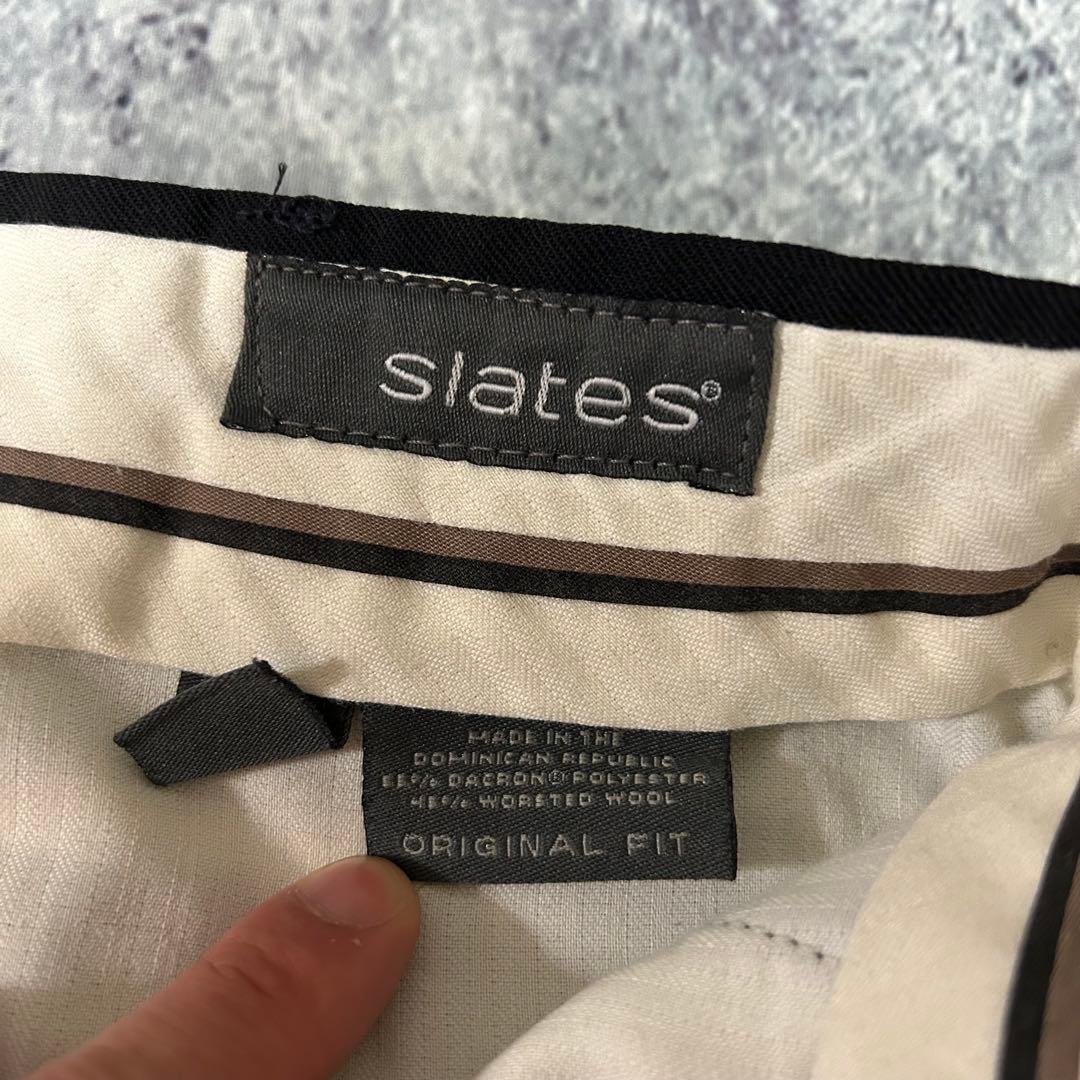 slates®
MADE IN THE
DOMINICAN REPUBLIC
55% DACRON® POLYESTER
45% WORSTED WOOL
ORIGINAL FIT